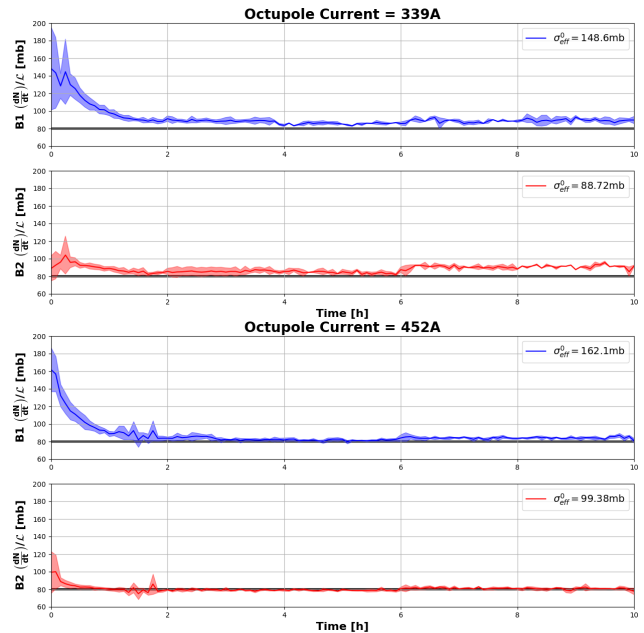 Octupole Current = 339A
B1 (dN/dt)/ℒ [mb]
200
180
160
140
120
100
80
60
0 2 4 6 8 10
σ⁰eff = 148.6mb
B2 (dN/dt)/ℒ [mb]
200
180
160
140
120
100
80
60
0 2 4 6 8 10
σ⁰eff = 88.72mb
Time [h]
Octupole Current = 452A
B1 (dN/dt)/ℒ [mb]
200
180
160
140
120
100
80
60
0 2 4 6 8 10
σ⁰eff = 162.1mb
B2 (dN/dt)/ℒ [mb]
200
180
160
140
120
100
80
60
0 2 4 6 8 10
σ⁰eff = 99.38mb
Time [h]